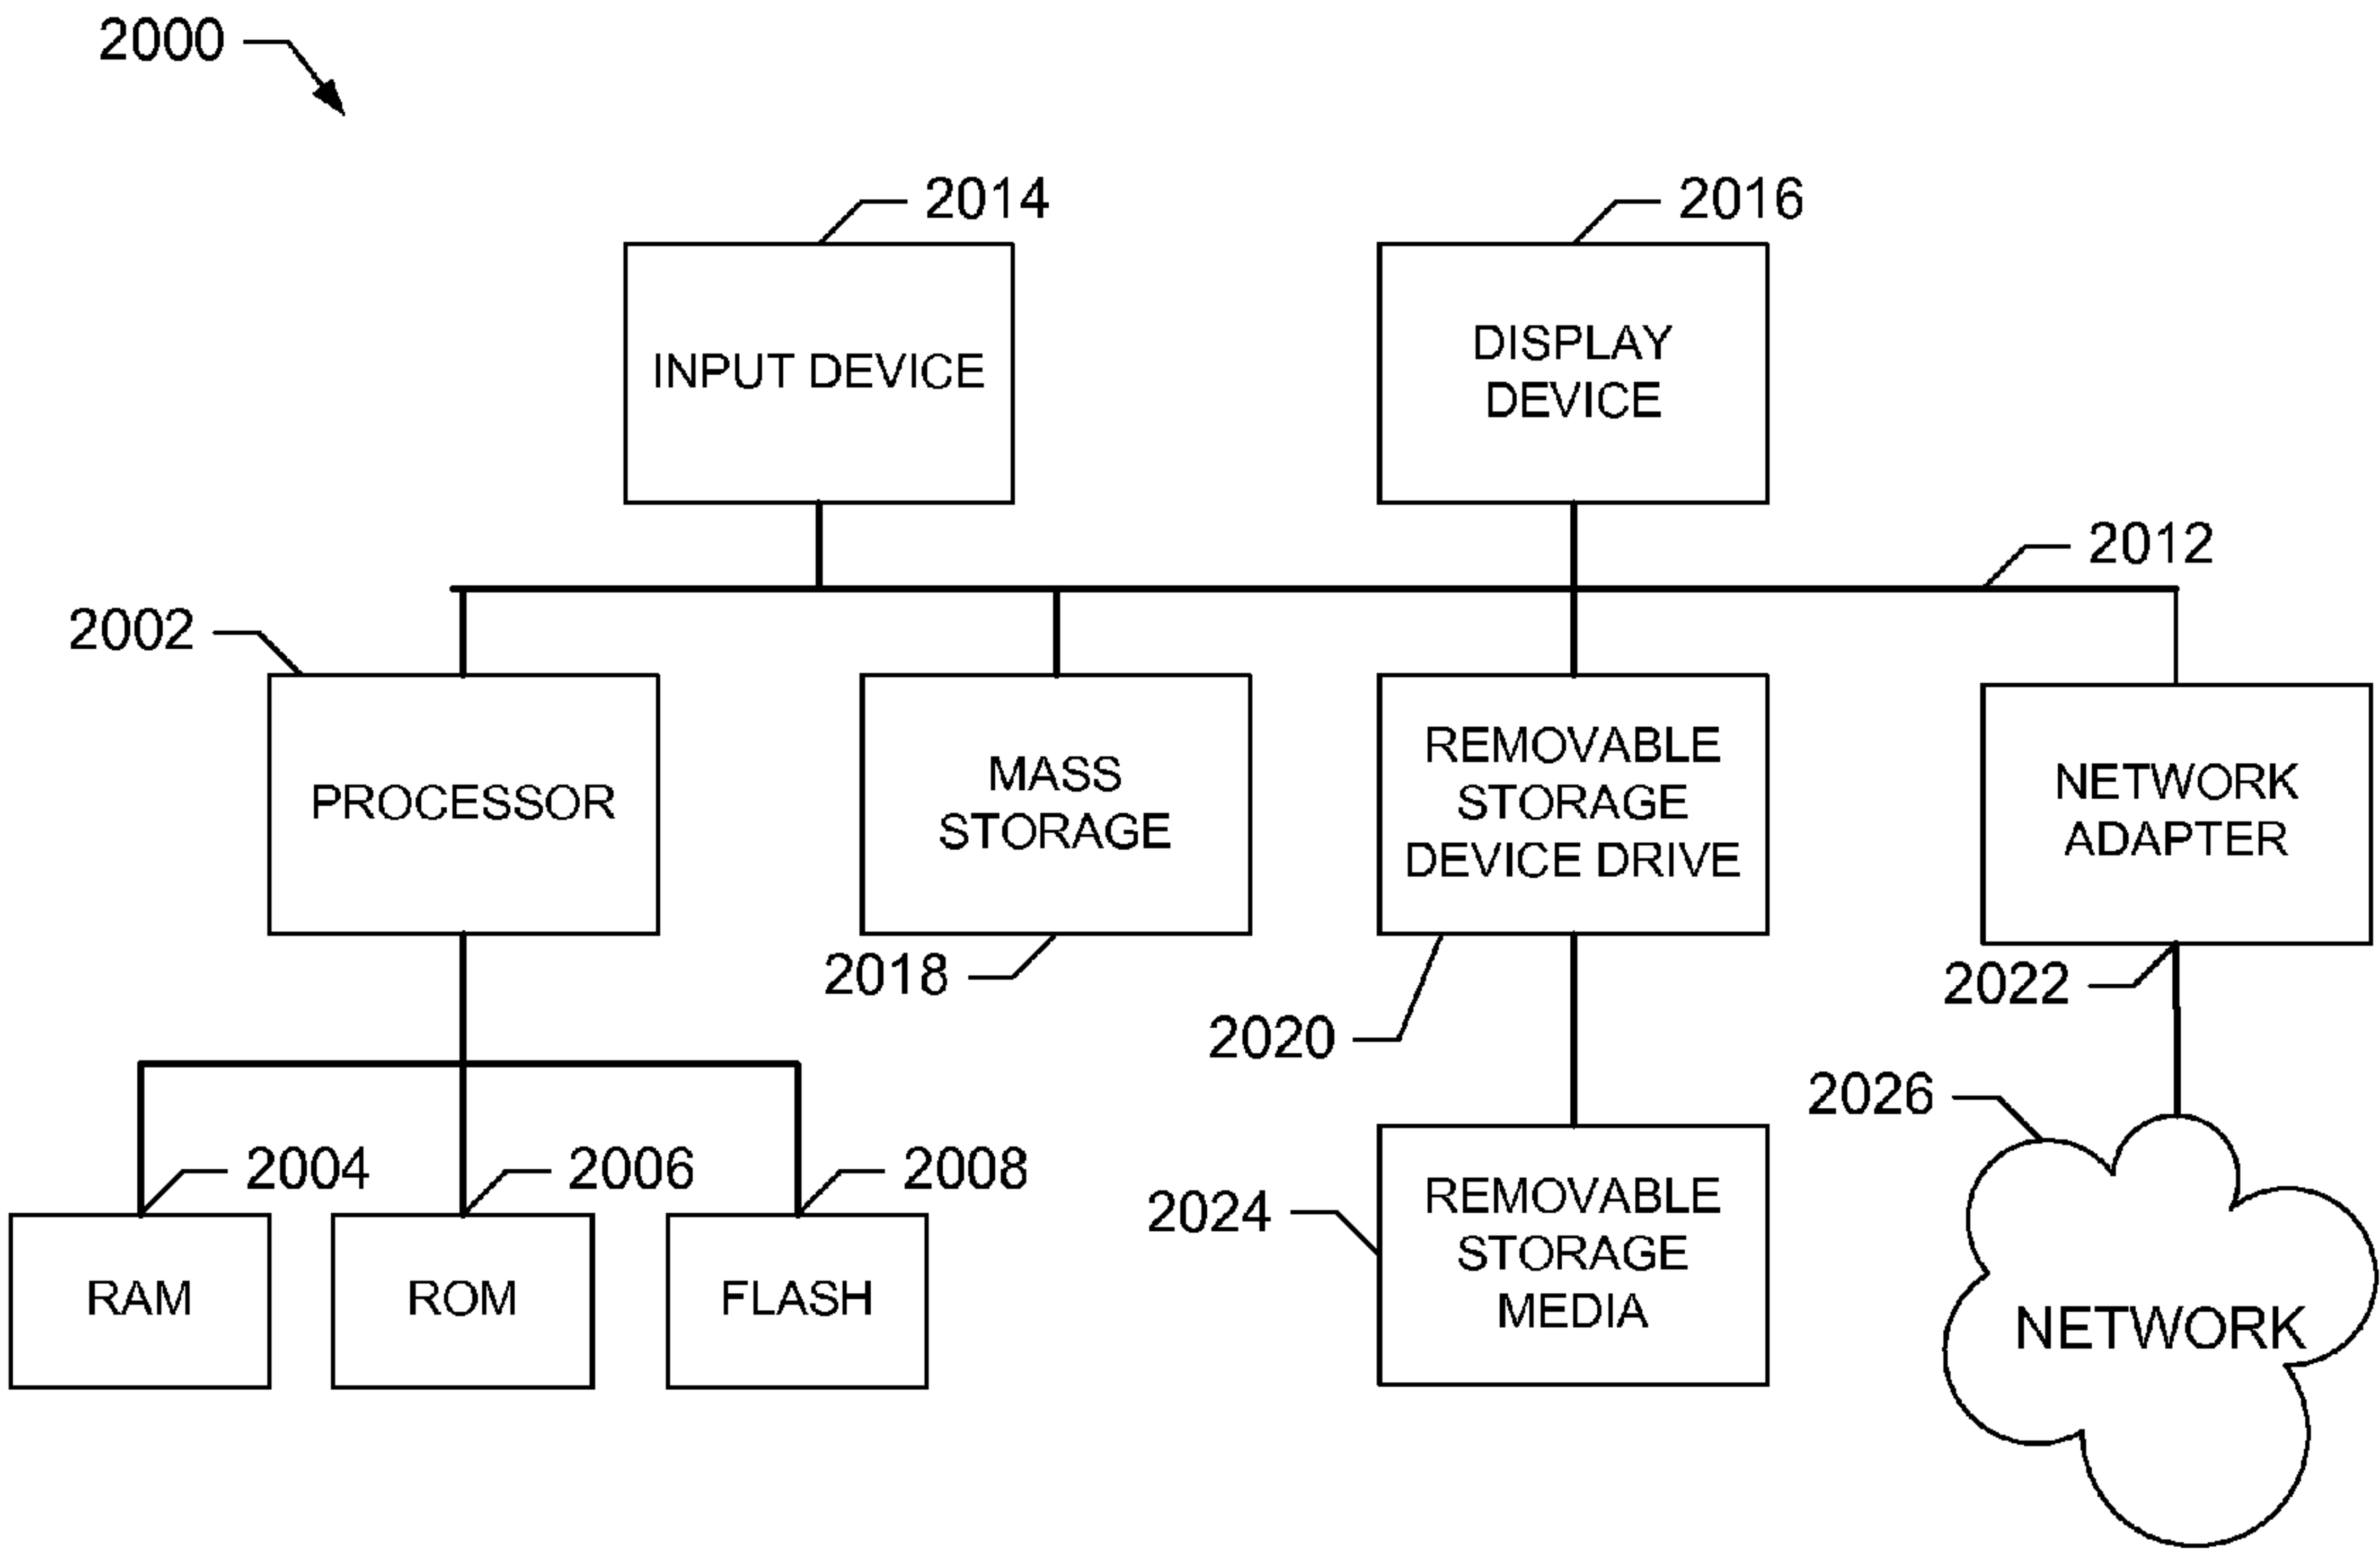 2000
2014
2016
INPUT DEVICE
DISPLAY
DEVICE
2012
2002
PROCESSOR
MASS
STORAGE
REMOVABLE
STORAGE
DEVICE DRIVE
NETWORK
ADAPTER
2018
2020
2022
2026
2004
2006
2008
2024
RAM
ROM
FLASH
REMOVABLE
STORAGE
MEDIA
NETWORK